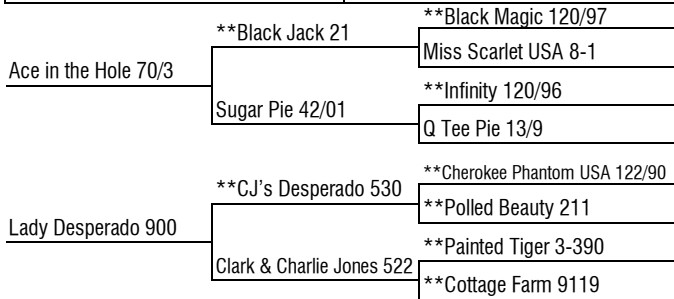 **Black Magic 120/97
**Black Jack 21
Miss Scarlet USA 8-1
Ace in the Hole 70/3
**Infinity 120/96
Sugar Pie 42/01
Q Tee Pie 13/9
**Cherokee Phantom USA 122/90
**CJ's Desperado 530
**Polled Beauty 211
Lady Desperado 900
**Painted Tiger 3-390
Clark & Charlie Jones 522
**Cottage Farm 9119